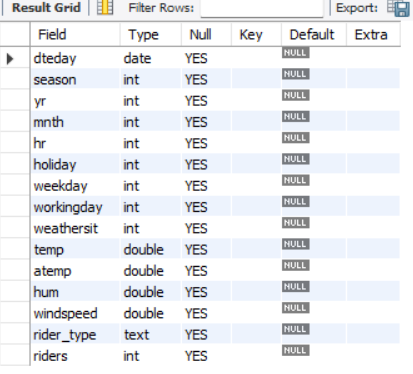 Result Grid Filter Rows: Export:
Field Type Null Key Default Extra
dteday date YES NULL
season int YES NULL
yr int YES NULL
mnth int YES NULL
hr int YES NULL
holiday int YES NULL
weekday int YES NULL
workingday int YES NULL
weathersit int YES NULL
temp double YES NULL
atemp double YES NULL
hum double YES NULL
windspeed double YES NULL
rider_type text YES NULL
riders int YES NULL